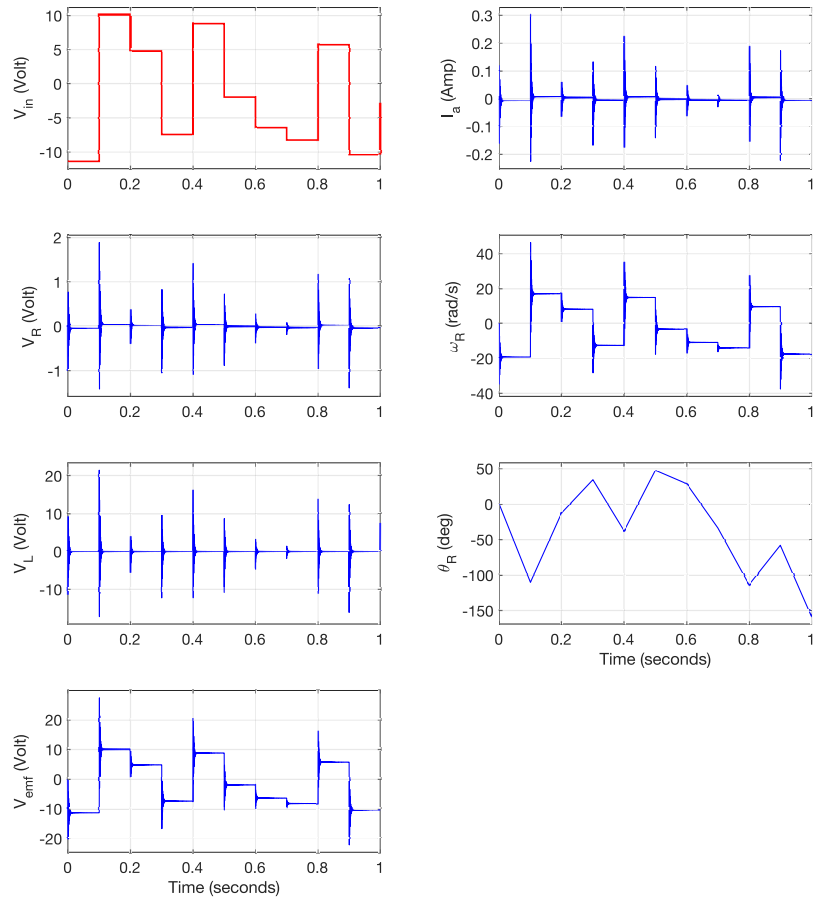 V_in (Volt)
10
5
0
-5
-10
0 0.2 0.4 0.6 0.8 1
I_a (Amp)
0.3
0.2
0.1
0
-0.1
-0.2
0 0.2 0.4 0.6 0.8 1
V_R (Volt)
2
1
0
-1
0 0.2 0.4 0.6 0.8 1
ω_R (rad/s)
40
20
0
-20
-40
0 0.2 0.4 0.6 0.8 1
V_L (Volt)
20
10
0
-10
0 0.2 0.4 0.6 0.8 1
θ_R (deg)
50
0
-50
-100
-150
0 0.2 0.4 0.6 0.8 1
Time (seconds)
V_emf (Volt)
20
10
0
-10
-20
0 0.2 0.4 0.6 0.8 1
Time (seconds)